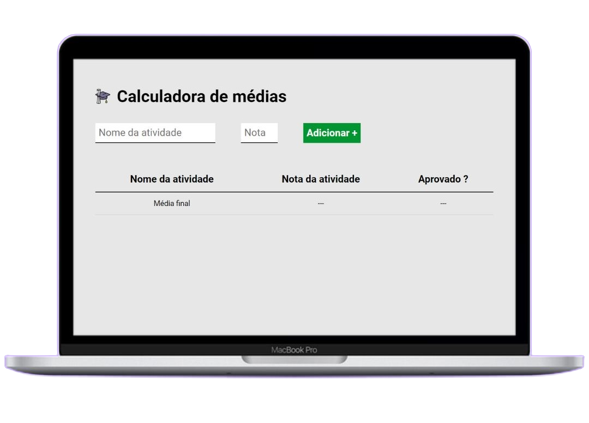 Calculadora de médias
Nome da atividade Nota Adicionar +
Nome da atividade Nota da atividade Aprovado ?
Média final --- ---
MacBook Pro